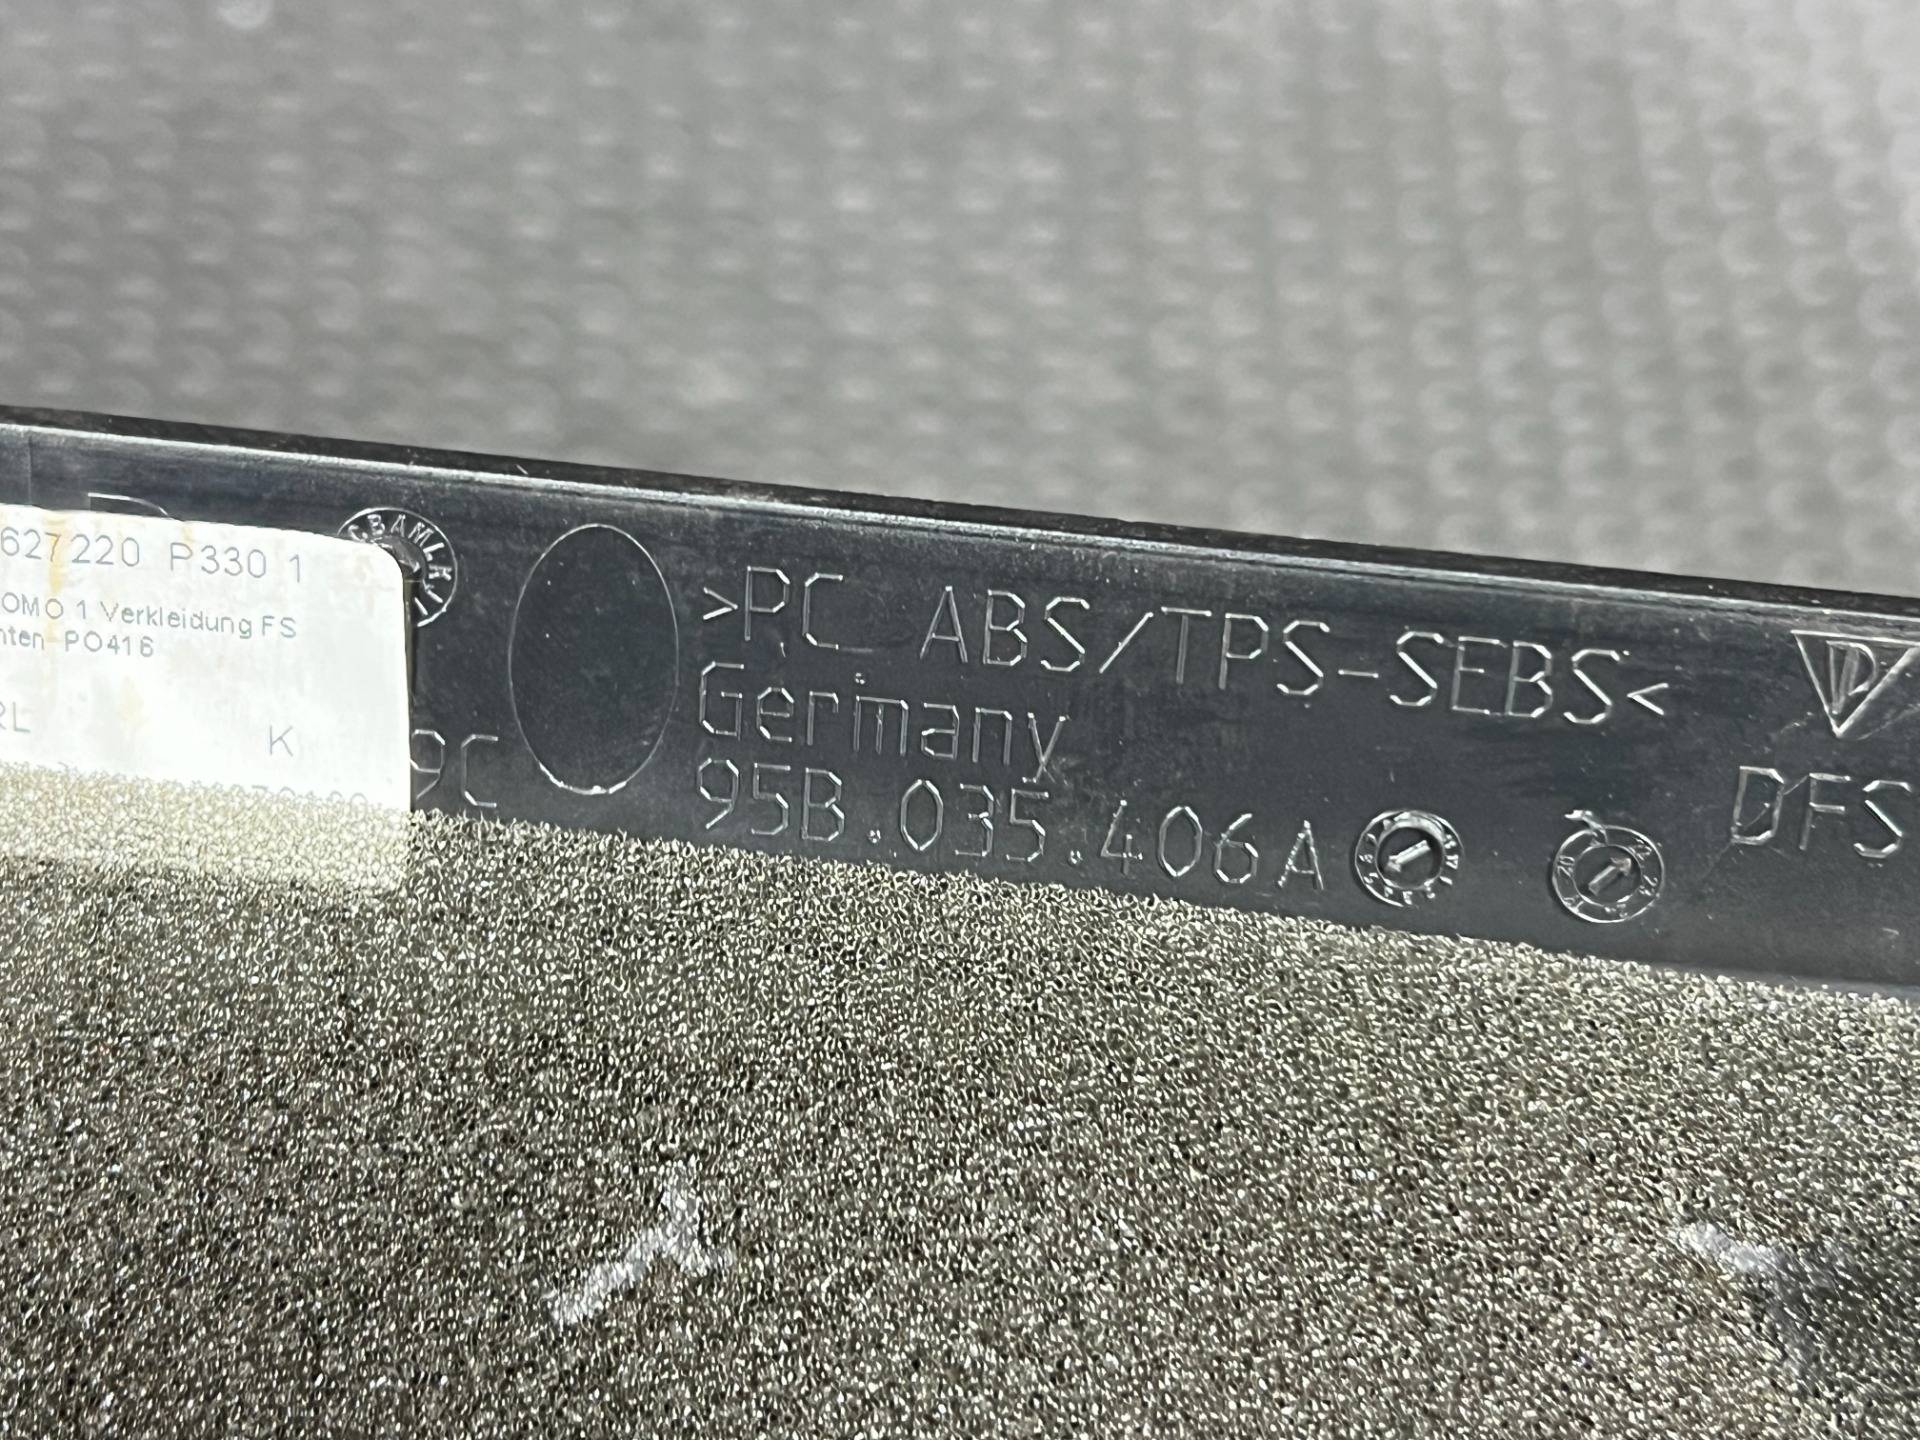 627220 P330 1
OMO 1 Verkleidung FS
nten PO416
RL K
9C
>PC ABS/TPS-SEBS<
Germany
95B.035.406A
DFS